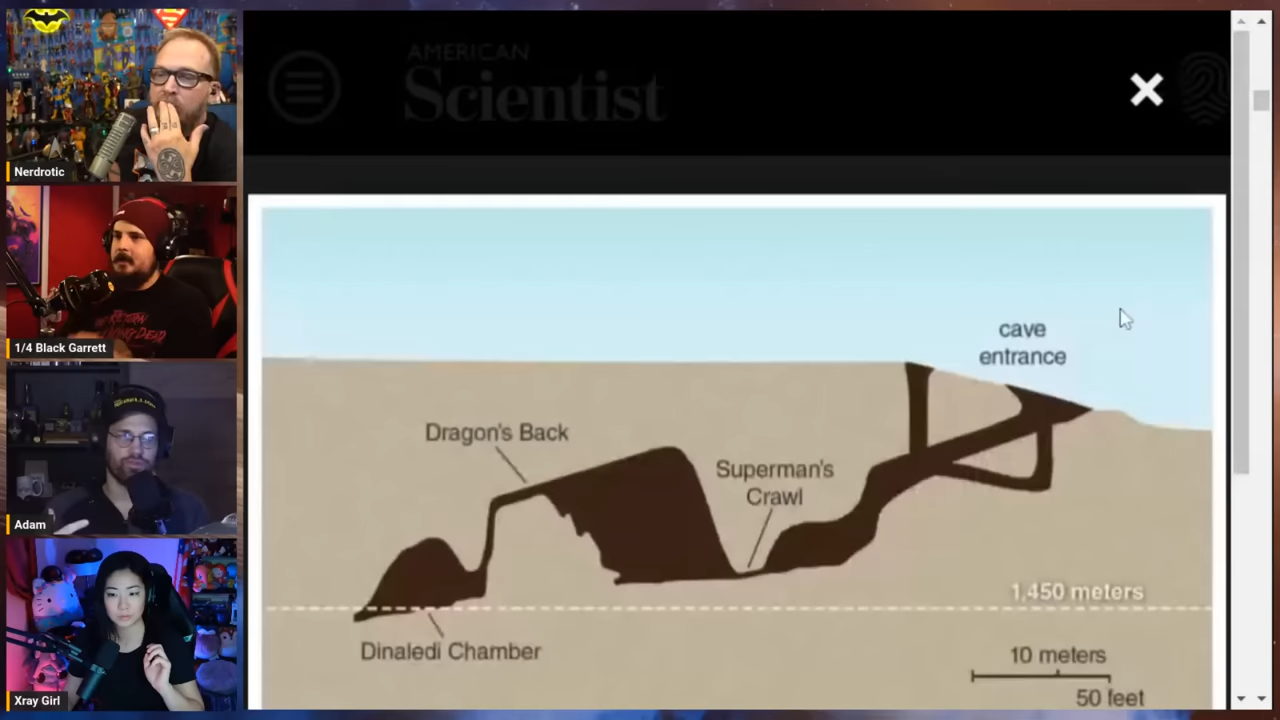 Nerdrotic
1/4 Black Garrett
Adam
Xray Girl
AMERICAN
Scientist
cave
entrance
Dragon's Back
Superman's
Crawl
1,450 meters
Dinaledi Chamber
10 meters
50 feet